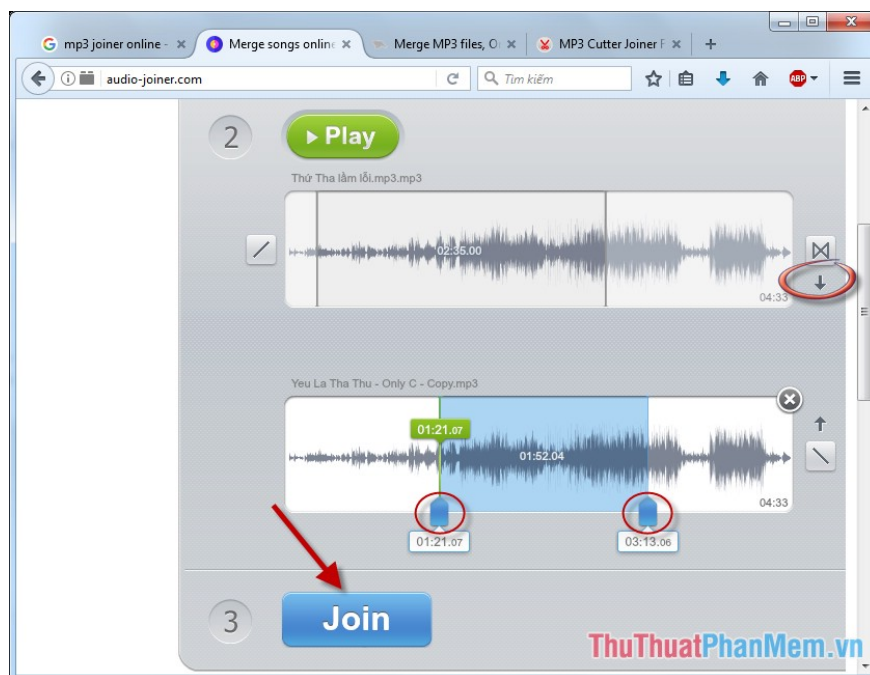 mp3 joiner online -
Merge songs online
Merge MP3 files, O
MP3 Cutter Joiner F
audio-joiner.com
Tìm kiếm
ABP
2
Play
Thứ Tha lầm lỗi.mp3.mp3
02:35.00
04:33
Yeu La Tha Thu - Only C - Copy.mp3
01:21.07
01:52.04
04:33
01:21.07
03:13.06
3
Join
ThuThuatPhanMem.vn